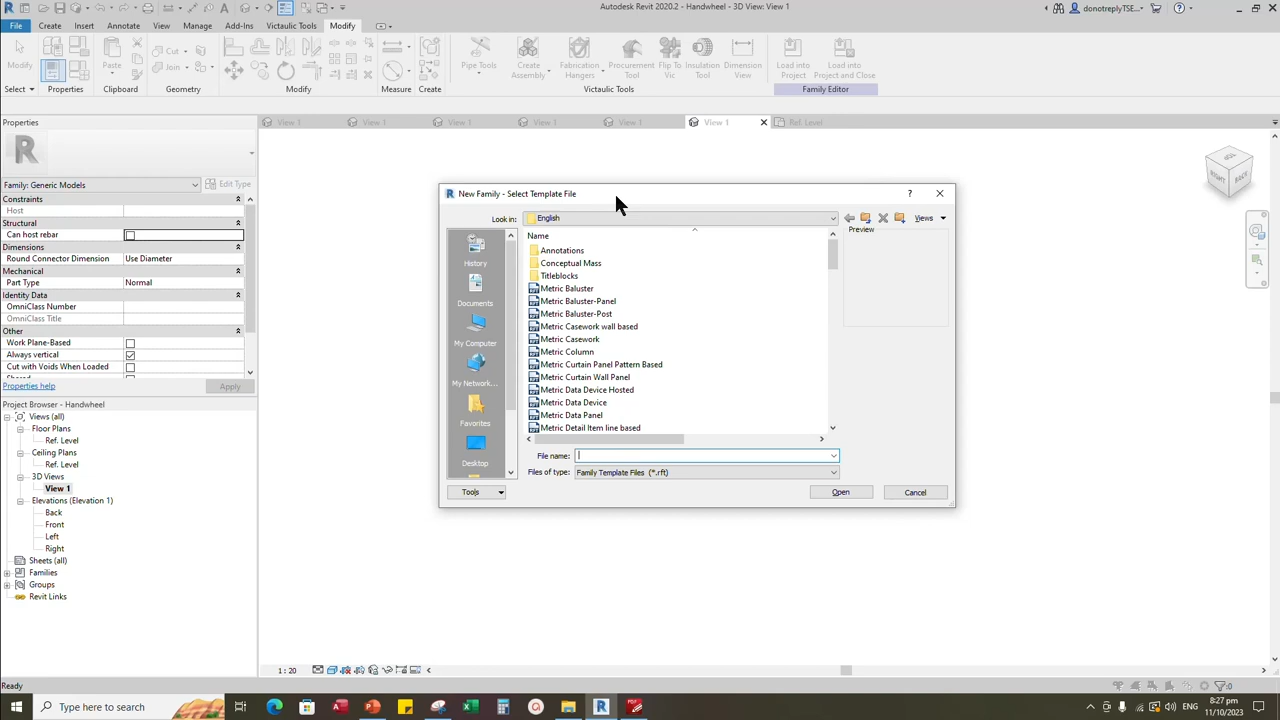 Autodesk Revit 2020.2 - Handwheel - 3D View: View 1
donotreplyTSE...
File Create Insert Annotate View Manage Add-Ins Victaulic Tools Modify
Modify
Paste
Cut
Join
Pipe Tools
Create Assembly
Fabrication Hangers
Procurement Tool
Flip To Vic
Insulation Tool
Dimension View
Load into Project
Load into Project and Close
Select Properties Clipboard Geometry Modify Measure Create Victaulic Tools Family Editor
Properties
View 1 View 1 View 1 View 1 View 1 View 1 Ref. Level
Family: Generic Models Edit Type
Constraints
Host
Structural
Can host rebar
Dimensions
Round Connector Dimension Use Diameter
Mechanical
Part Type Normal
Identity Data
OmniClass Number
OmniClass Title
Other
Work Plane-Based
Always vertical
Cut with Voids When Loaded
Properties help Apply
Project Browser - Handwheel
Views (all)
Floor Plans
Ref. Level
Ceiling Plans
Ref. Level
3D Views
View 1
Elevations (Elevation 1)
Back
Front
Left
Right
Sheets (all)
Families
Groups
Revit Links
RIGHT BACK
New Family - Select Template File
Look in: English Views
History
Documents
My Computer
My Network...
Favorites
Desktop
Name
Annotations
Conceptual Mass
Titleblocks
Metric Baluster
Metric Baluster-Panel
Metric Baluster-Post
Metric Casework wall based
Metric Casework
Metric Column
Metric Curtain Panel Pattern Based
Metric Curtain Wall Panel
Metric Data Device Hosted
Metric Data Device
Metric Data Panel
Metric Detail Item line based
Preview
File name:
Files of type: Family Template Files (*.rft)
Tools Open Cancel
1 : 20
Ready
:0
Type here to search
8:27 pm
11/10/2023